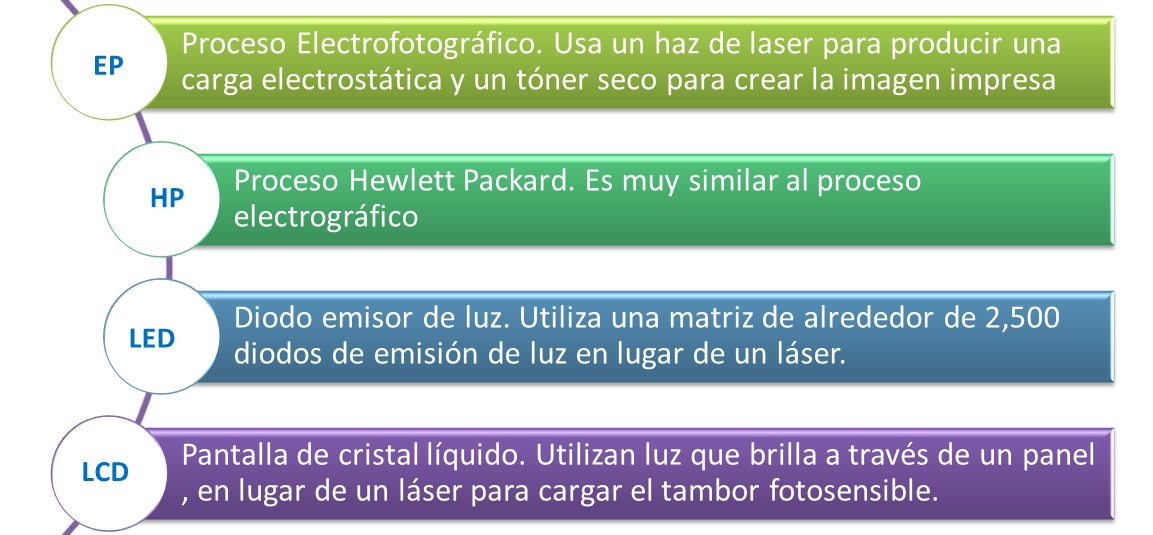 EP
Proceso Electrofotográfico. Usa un haz de laser para producir una
carga electrostática y un tóner seco para crear la imagen impresa
HP
Proceso Hewlett Packard. Es muy similar al proceso
electrográfico
LED
Diodo emisor de luz. Utiliza una matriz de alrededor de 2,500
diodos de emisión de luz en lugar de un láser.
LCD
Pantalla de cristal líquido. Utilizan luz que brilla a través de un panel
, en lugar de un láser para cargar el tambor fotosensible.